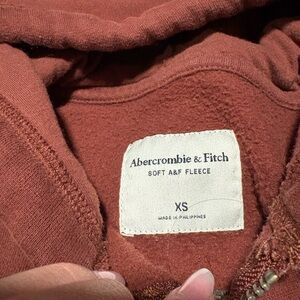 Abercrombie & Fitch
SOFT A&F FLEECE
XS
MADE IN PHILIPPINES